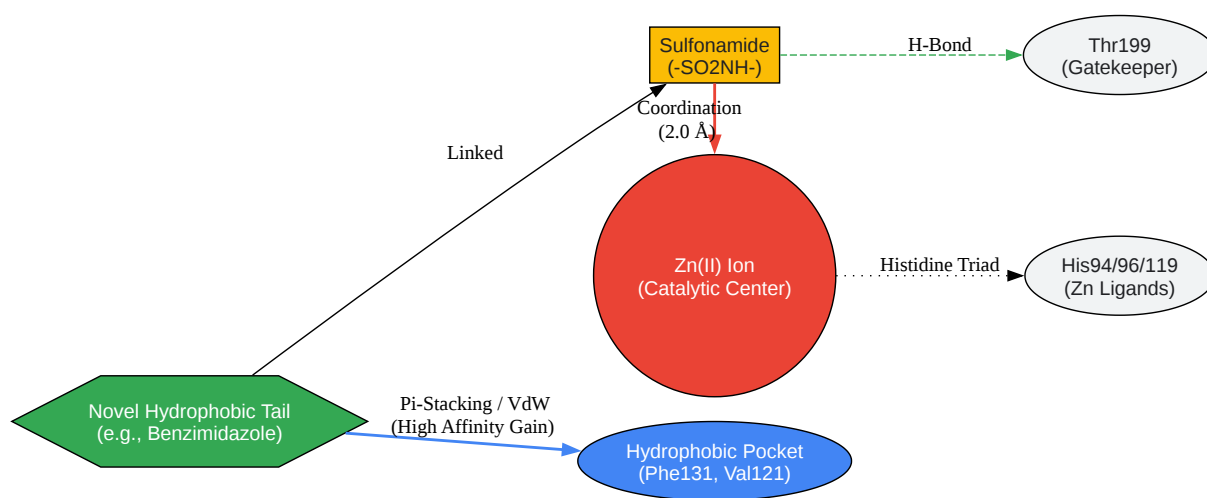 Sulfonamide
(-SO2NH-)
H-Bond
Thr199
(Gatekeeper)
Coordination
(2.0 Å)
Linked
Zn(II) Ion
(Catalytic Center)
Histidine Triad
His94/96/119
(Zn Ligands)
Novel Hydrophobic Tail
(e.g., Benzimidazole)
Pi-Stacking / VdW
(High Affinity Gain)
Hydrophobic Pocket
(Phe131, Val121)